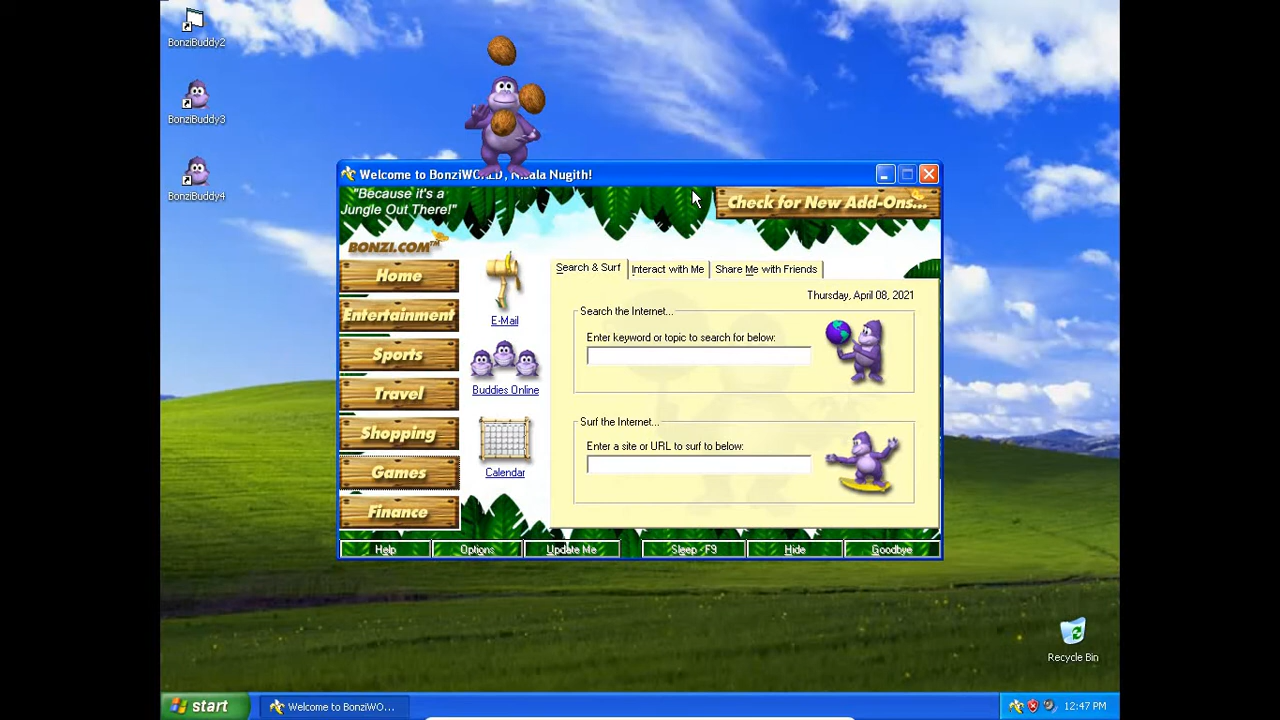 BonziBuddy2
BonziBuddy3
BonziBuddy4
Welcome to BonziWORLD, N
ala Nugith!
"Because it's a
Jungle Out There!"
Check for New Add-Ons...
BONZI.COM™
Home
Entertainment
Sports
Travel
Shopping
Games
Finance
E-Mail
Buddies Online
Calendar
Search & Surf
Interact with Me
Share Me with Friends
Thursday, April 08, 2021
Search the Internet...
Enter keyword or topic to search for below:
Surf the Internet...
Enter a site or URL to surf to below:
Help
Options
Update Me
Sleep - F9
Hide
Goodbye
Recycle Bin
start
Welcome to BonziWO...
12:47 PM